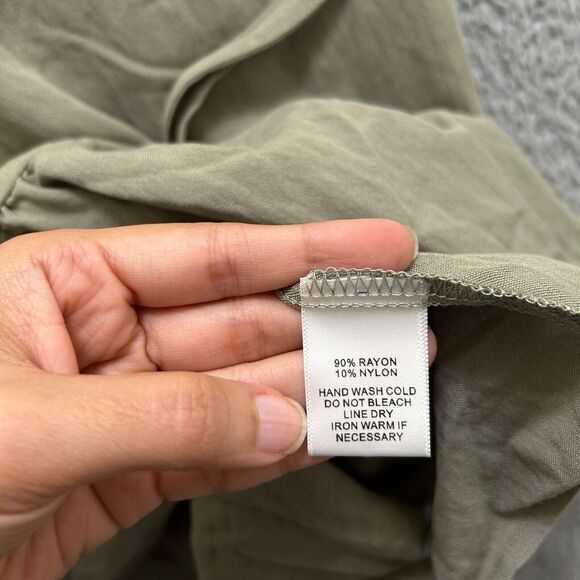 90% RAYON
10% NYLON
HAND WASH COLD
DO NOT BLEACH
LINE DRY
IRON WARM IF
NECESSARY